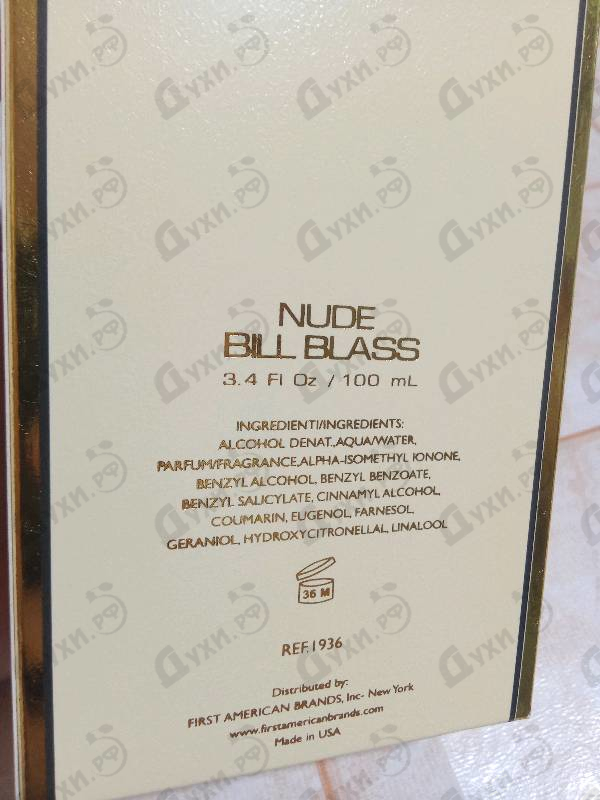 NUDE
BILL BLASS
3.4 Fl Oz / 100 mL
INGREDIENTI/INGREDIENTS:
ALCOHOL DENAT.,AQUA/WATER,
PARFUM/FRAGRANCE,ALPHA-ISOMETHYL IONONE,
BENZYL ALCOHOL, BENZYL BENZOATE,
BENZYL SALICYLATE, CINNAMYL ALCOHOL,
COUMARIN, EUGENOL, FARNESOL,
GERANIOL, HYDROXYCITRONELLAL, LINALOOL
36 M
REF.1936
Distributed by:
FIRST AMERICAN BRANDS, Inc- New York
www.firstamericanbrands.com
Made in USA
Духи.рф